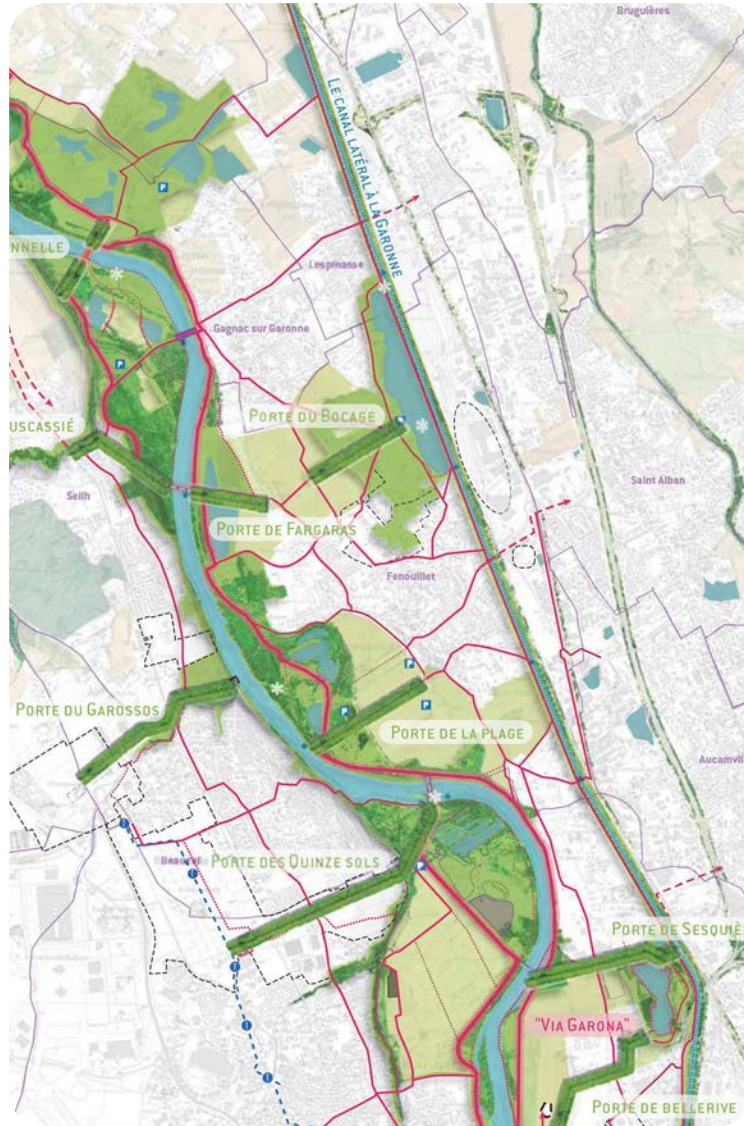 Bruguières
Le canal latéral à la Garonne
NNELLE
Lespinasse
Gagnac sur Garonne
Porte du Bocage
USCASSIÉ
Seilh
Saint Alban
Porte de Fargaras
Fenouillet
Porte du Garossos
Porte de la plage
Aucamvil
Porte des Quinze sols
Porte de Sesquiè
"Via Garona"
Porte de bellerive
P
P
P
P
P
P
T
T
T
T
T